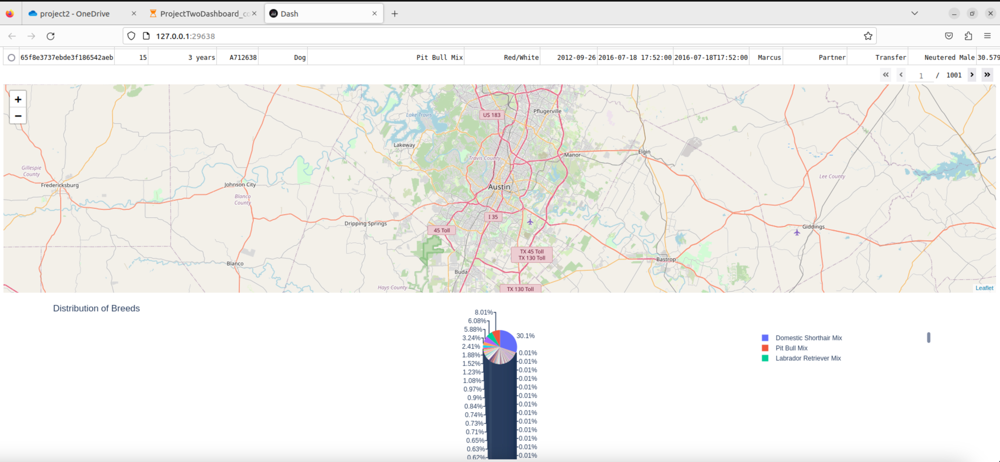 project2 - OneDrive
ProjectTwoDashboard_co
Dash
127.0.0.1:29638
65f8e3737ebde3f186542aeb 15 3 years A712638 Dog Pit Bull Mix Red/White 2012-09-26 2016-07-18 17:52:00 2016-07-18T17:52:00 Marcus Partner Transfer Neutered Male 30.579
1 / 1001
+
−
US 183
Pflugerville
Lake Travis
Lakeway
Travis County
Manor
Elgin
Gillespie
County
Fredericksburg
Johnson City
Blanco
County
Austin
Lee County
Dripping Springs
I 35
45 Toll
Giddings
TX 45 Toll
TX 130 Toll
Bastrop
Blanco
Buda
Hays County
TX 130 Toll
Leaflet
Distribution of Breeds
8.01%
6.08%
5.88%
3.24%
2.41%
1.88%
1.52%
1.23%
1.08%
0.97%
0.9%
0.84%
0.74%
0.73%
0.71%
0.65%
0.63%
0.62%
30.1%
0.01%
0.01%
0.01%
0.01%
0.01%
0.01%
0.01%
0.01%
0.01%
0.01%
0.01%
0.01%
0.01%
Domestic Shorthair Mix
Pit Bull Mix
Labrador Retriever Mix